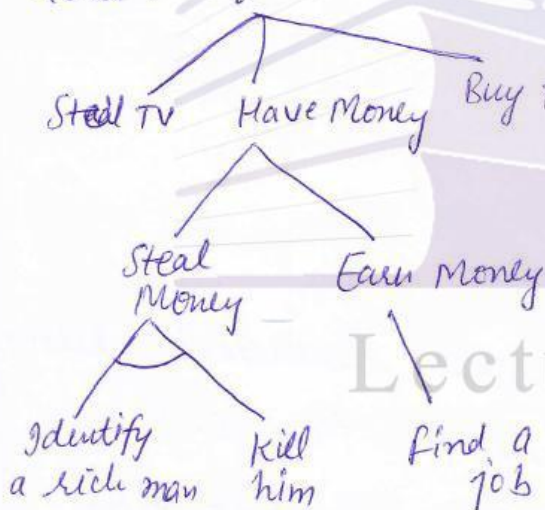 Steal TV Have Money Buy
Steal Earn Money
Money
Lect
Identify Kill Find a
a rich man him job